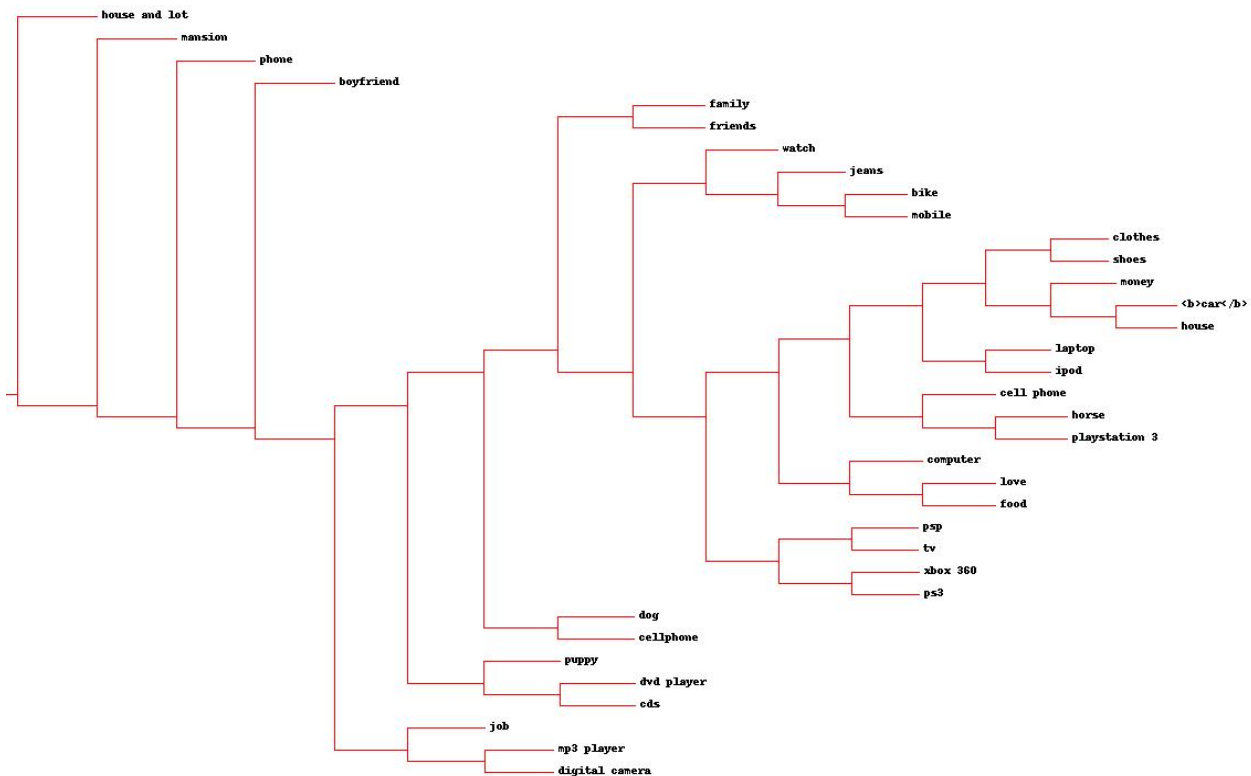 house and lot
mansion
phone
boyfriend
family
friends
watch
jeans
bike
mobile
clothes
shoes
money
<b>car</b>
house
laptop
ipod
cell phone
horse
playstation 3
computer
love
food
psp
tv
xbox 360
ps3
dog
cellphone
puppy
dvd player
cds
job
mp3 player
digital camera